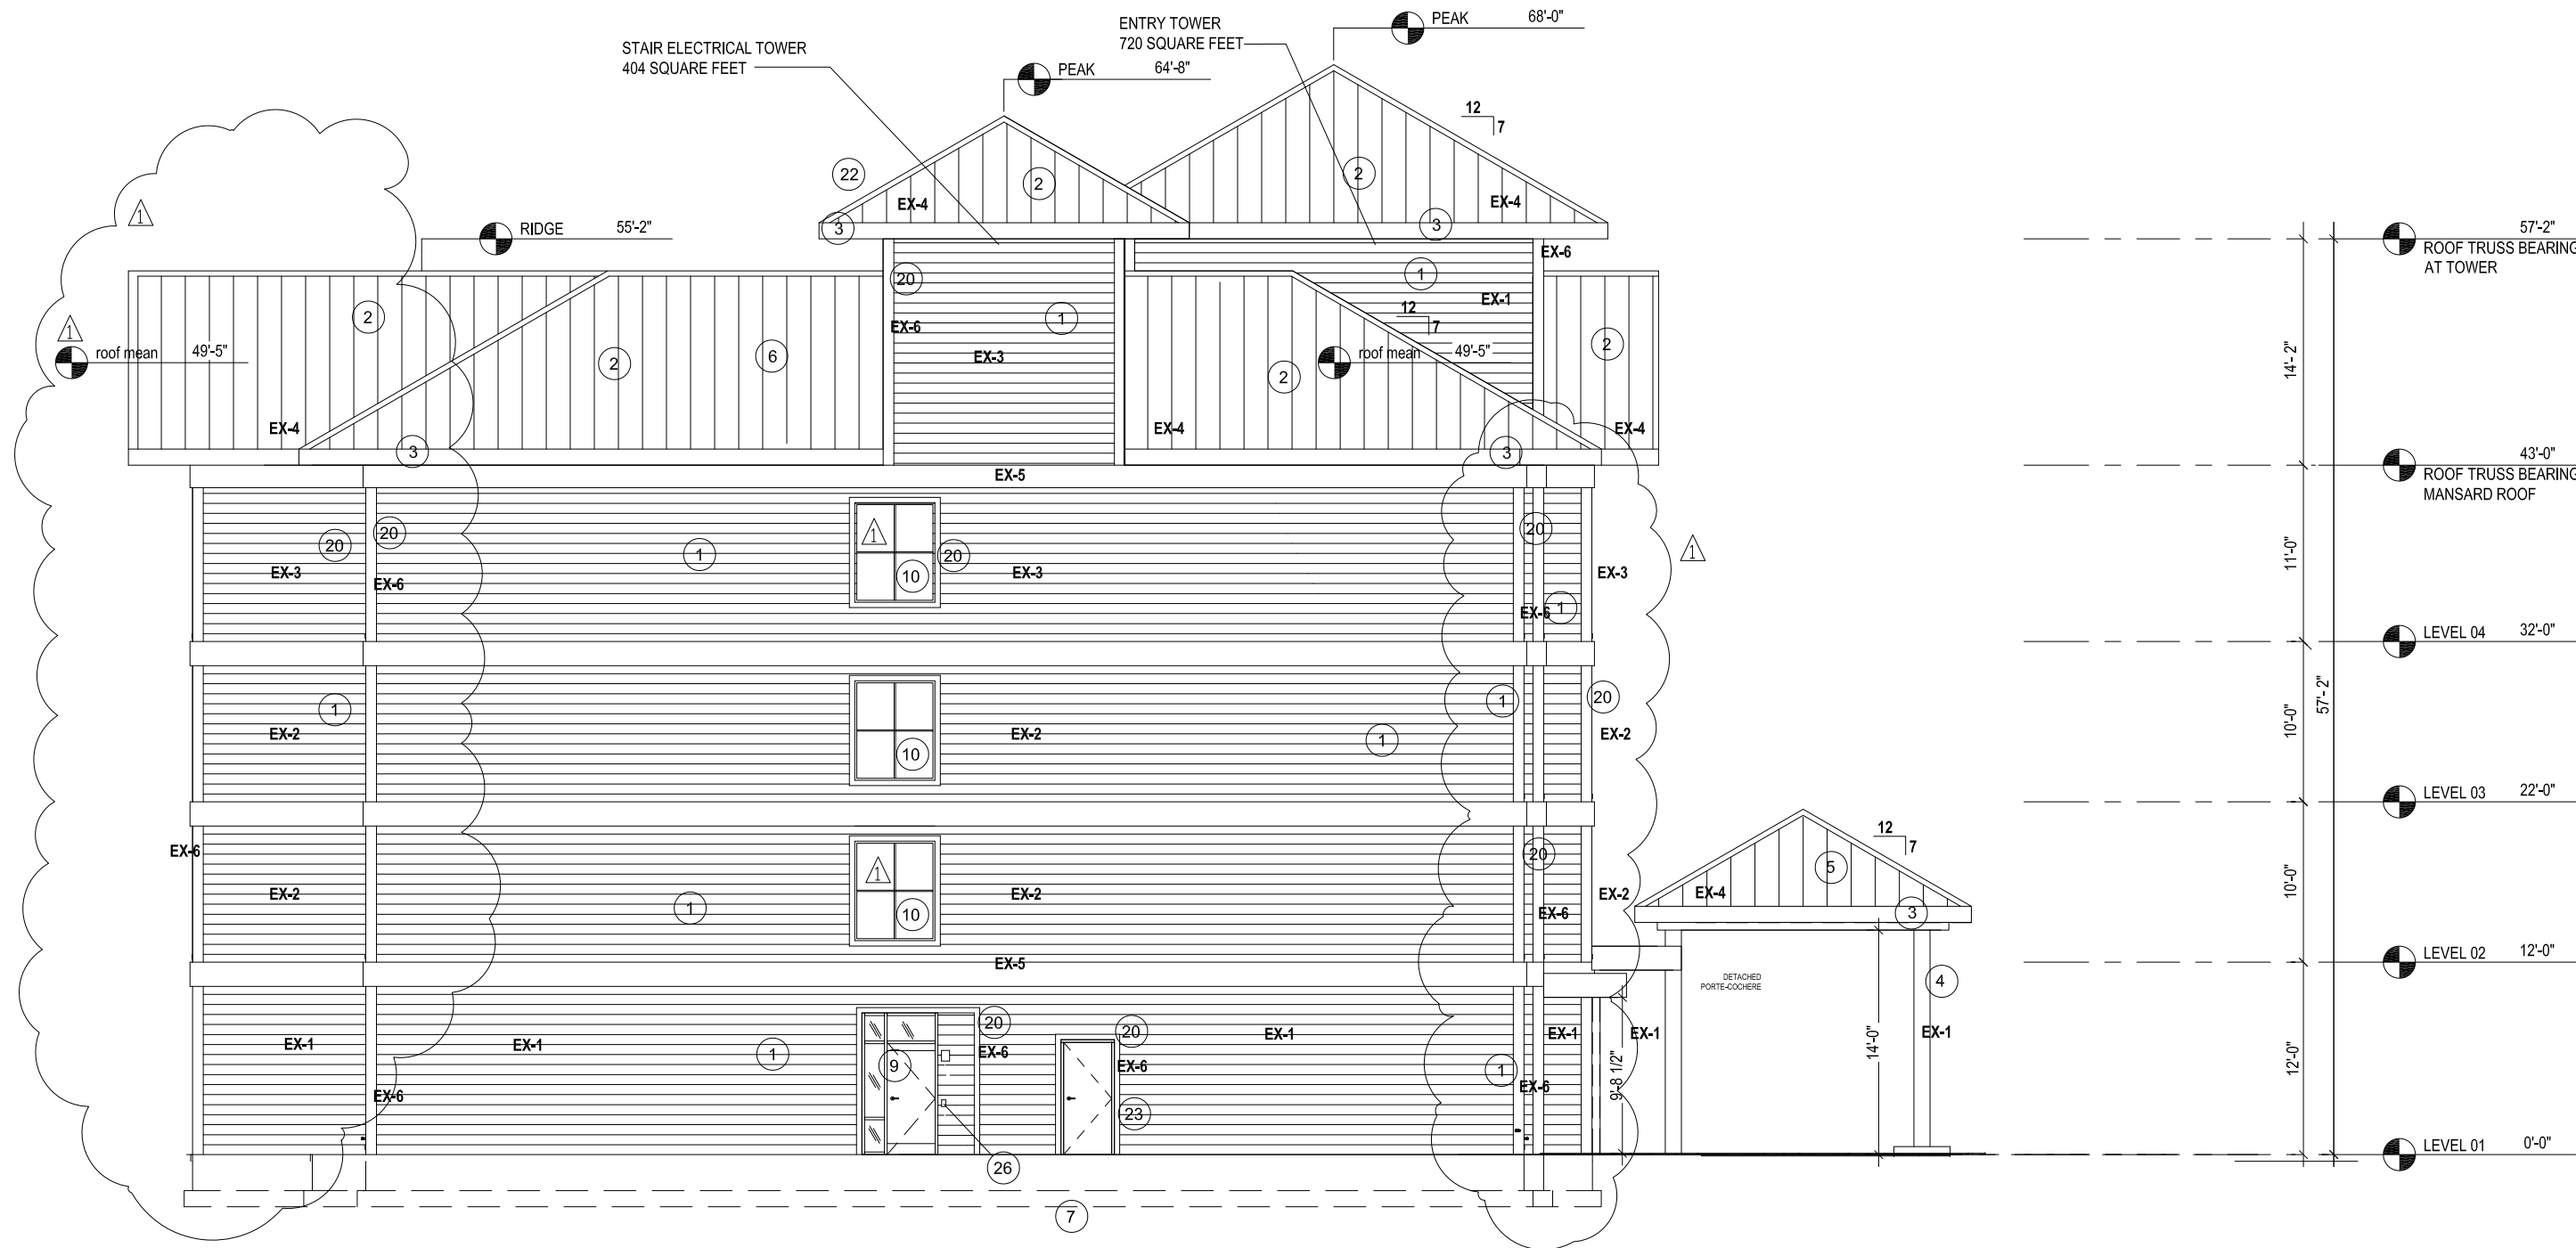 ENTRY TOWER
720 SQUARE FEET
PEAK 68'-0"
STAIR ELECTRICAL TOWER
404 SQUARE FEET
PEAK 64'-8"
12
7
22
2
2
1
EX-4
EX-4
3
3
RIDGE 55'-2"
57'-2"
ROOF TRUSS BEARING
AT TOWER
EX-6
20
1
EX-1
2
1
12
7
EX-6
1
roof mean 49'-5"
2
6
EX-3
roof mean 49'-5"
2
2
14'- 2"
EX-4
EX-4
EX-4
3
3
43'-0"
ROOF TRUSS BEARING
MANSARD ROOF
EX-5
20
20
1
1
20
20
1
11'-0"
EX-3
EX-6
10
EX-3
EX-3
EX-6
1
LEVEL 04 32'-0"
1
1
20
57'- 2"
10'-0"
EX-2
10
EX-2
1
EX-2
LEVEL 03 22'-0"
12
7
EX-6
20
1
5
10'-0"
EX-2
EX-2
EX-2
EX-4
1
10
EX-6
3
LEVEL 02 12'-0"
EX-5
DETACHED
PORTE-COCHERE
4
20
20
EX-1
EX-1
1
9
EX-6
EX-1
EX-1
EX-1
EX-1
14'-0"
12'-0"
EX-6
EX-6
1
9'-8 1/2"
EX-6
23
LEVEL 01 0'-0"
26
7